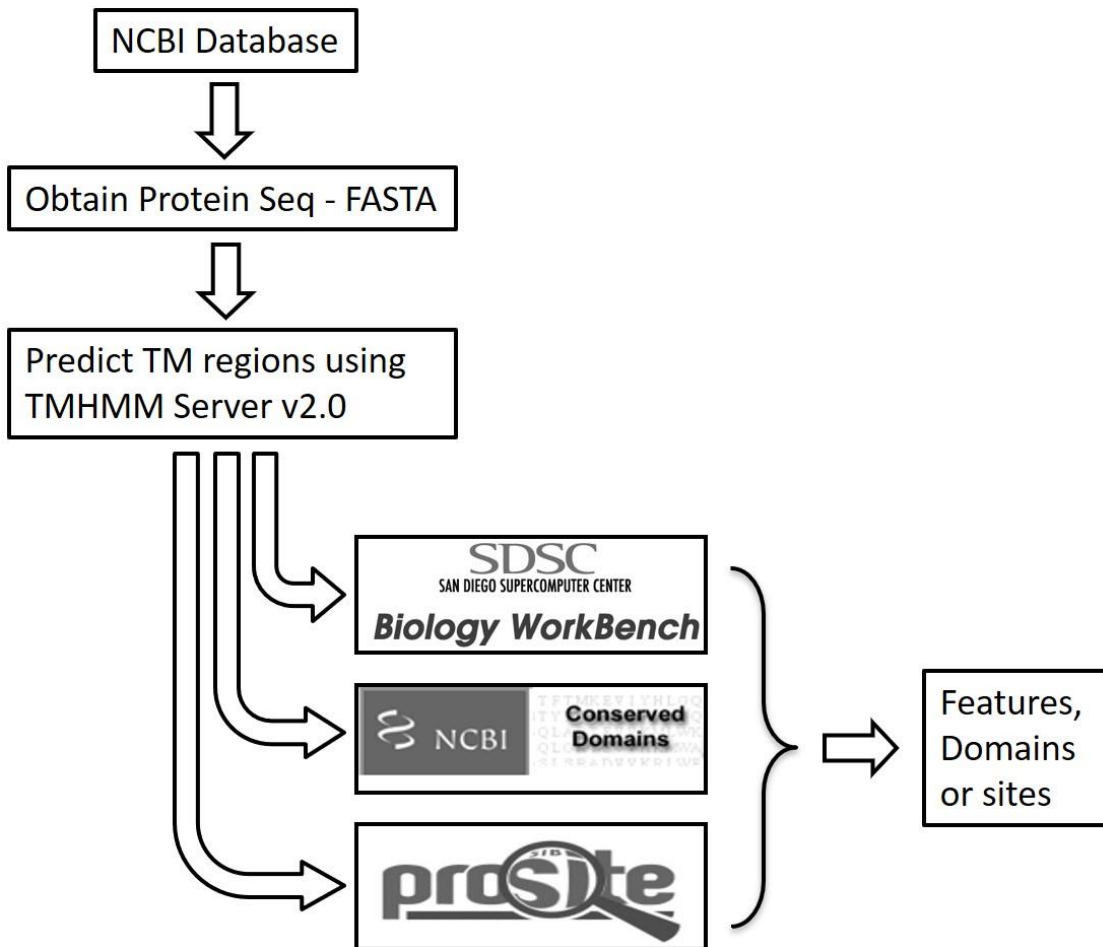 NCBI Database
Obtain Protein Seq - FASTA
Predict TM regions using
TMHMM Server v2.0
SDSC
SAN DIEGO SUPERCOMPUTER CENTER
Biology WorkBench
NCBI
Conserved
Domains
SIB
prosite
Features,
Domains
or sites